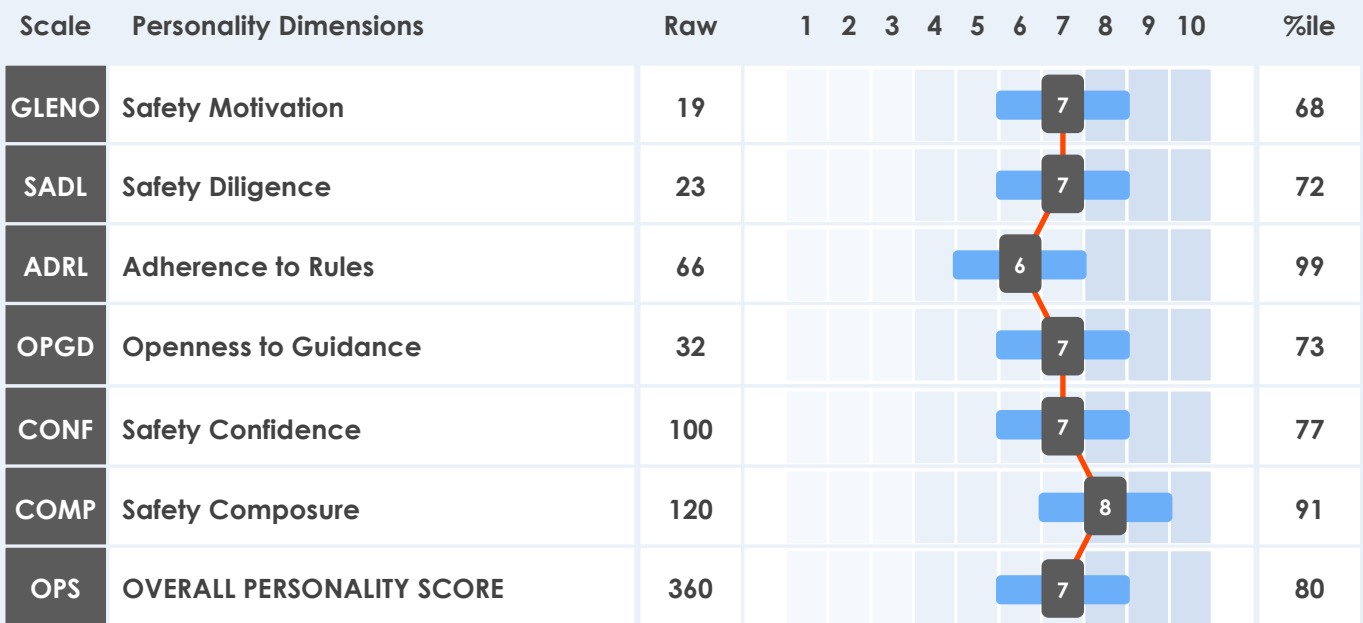 Scale Personality Dimensions Raw 1 2 3 4 5 6 7 8 9 10 %ile
GLENO Safety Motivation 19 7 68
SADL Safety Diligence 23 7 72
ADRL Adherence to Rules 66 6 99
OPGD Openness to Guidance 32 7 73
CONF Safety Confidence 100 7 77
COMP Safety Composure 120 8 91
OPS OVERALL PERSONALITY SCORE 360 7 80